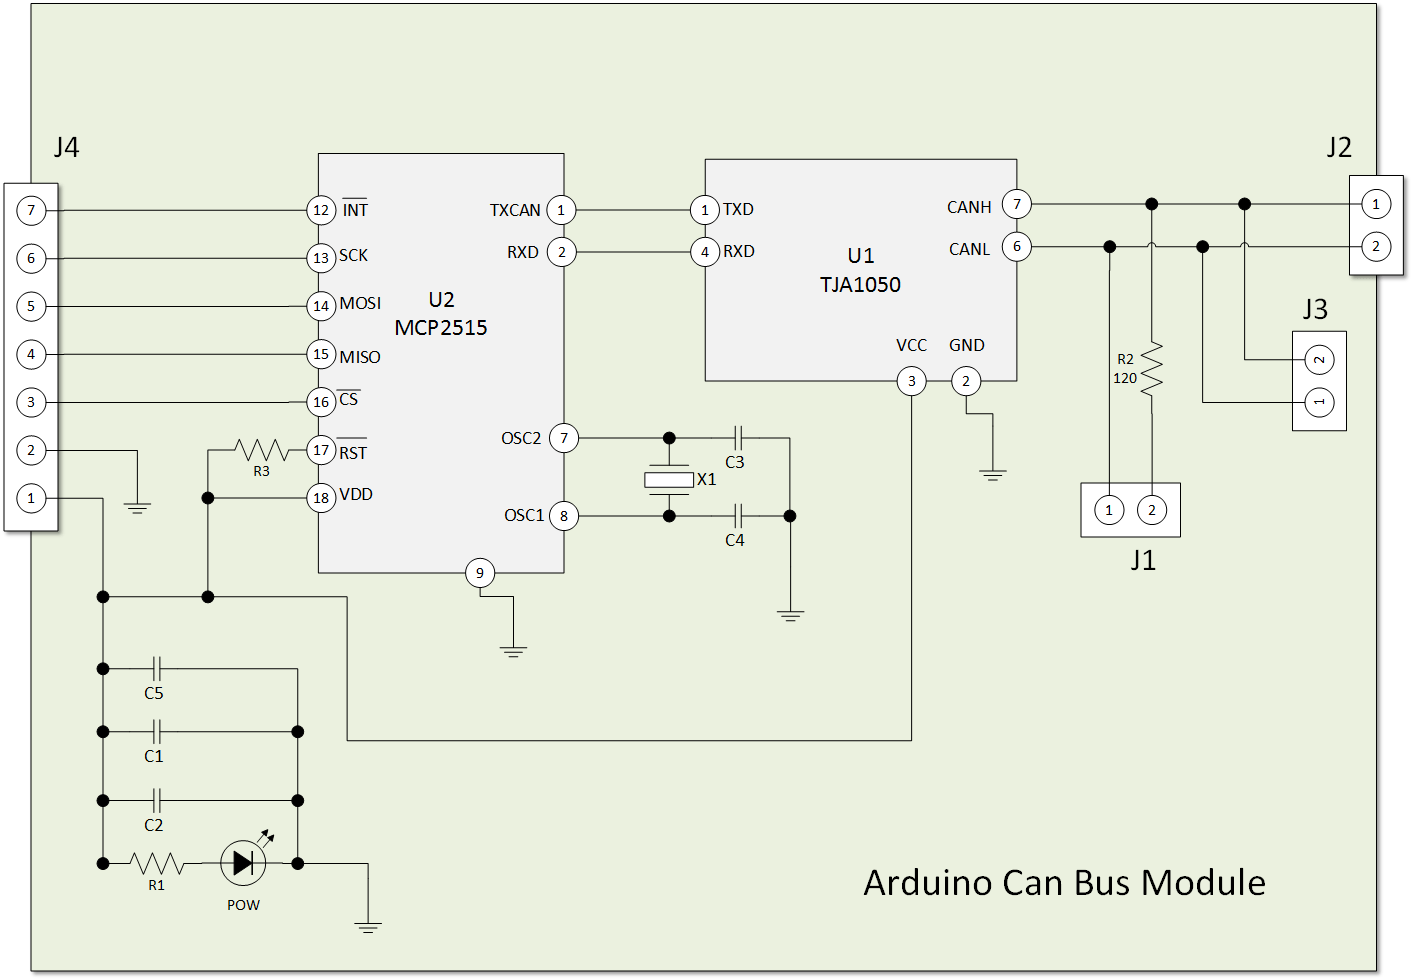 J4
7
6
5
4
3
2
1
12 INT
13 SCK
14 MOSI
15 MISO
16 CS
17 RST
18 VDD
U2
MCP2515
TXCAN 1
RXD 2
OSC2 7
OSC1 8
9
R3
X1
C3
C4
1 TXD
4 RXD
U1
TJA1050
CANH 7
CANL 6
VCC GND
3 2
J2
1
2
J3
2
1
R2
120
1 2
J1
C5
C1
C2
R1
POW
Arduino Can Bus Module